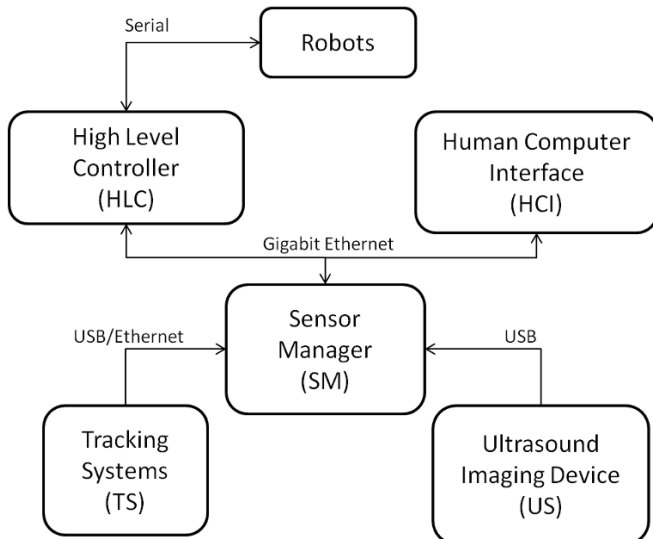 Serial
Robots
High Level
Controller
(HLC)
Human Computer
Interface
(HCI)
Gigabit Ethernet
Sensor
Manager
(SM)
USB/Ethernet
USB
Tracking
Systems
(TS)
Ultrasound
Imaging Device
(US)